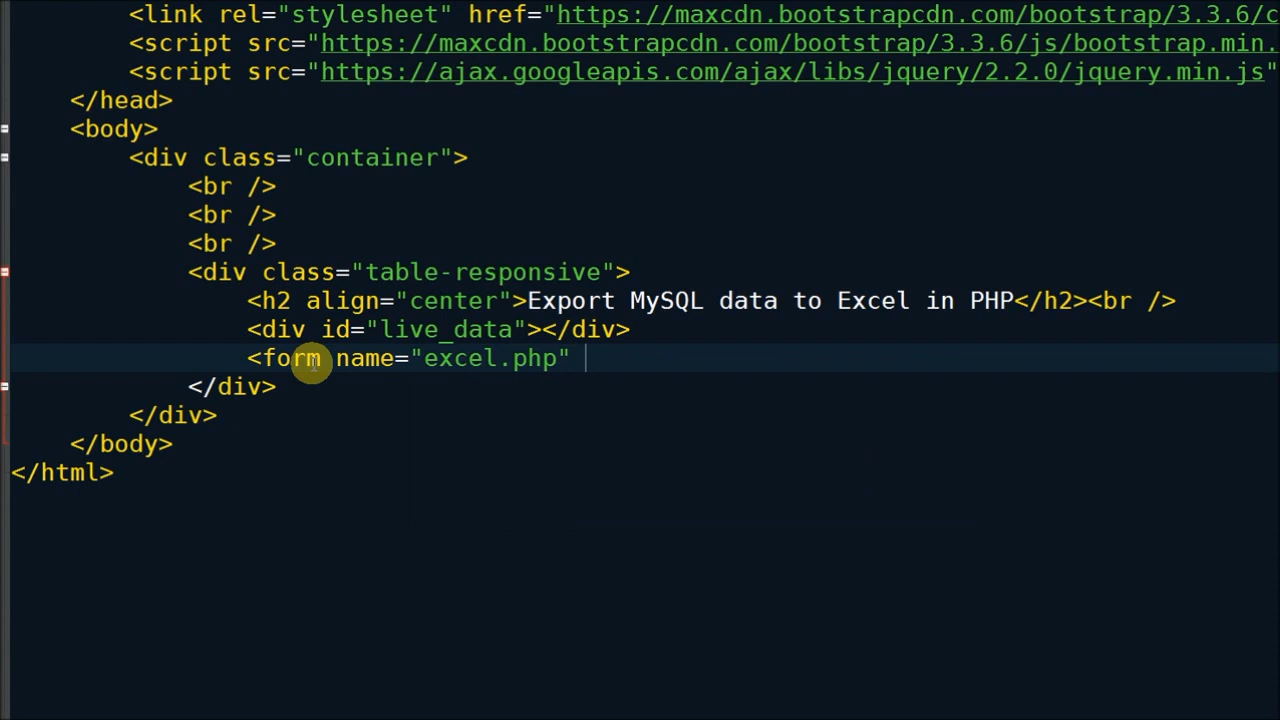 <link rel="stylesheet" href="https://maxcdn.bootstrapcdn.com/bootstrap/3.3.6/c
<script src="https://maxcdn.bootstrapcdn.com/bootstrap/3.3.6/js/bootstrap.min.
<script src="https://ajax.googleapis.com/ajax/libs/jquery/2.2.0/jquery.min.js"
</head>
<body>
<div class="container">
<br />
<br />
<br />
<div class="table-responsive">
<h2 align="center">Export MySQL data to Excel in PHP</h2><br />
<div id="live_data"></div>
<form name="excel.php"
</div>
</div>
</body>
</html>